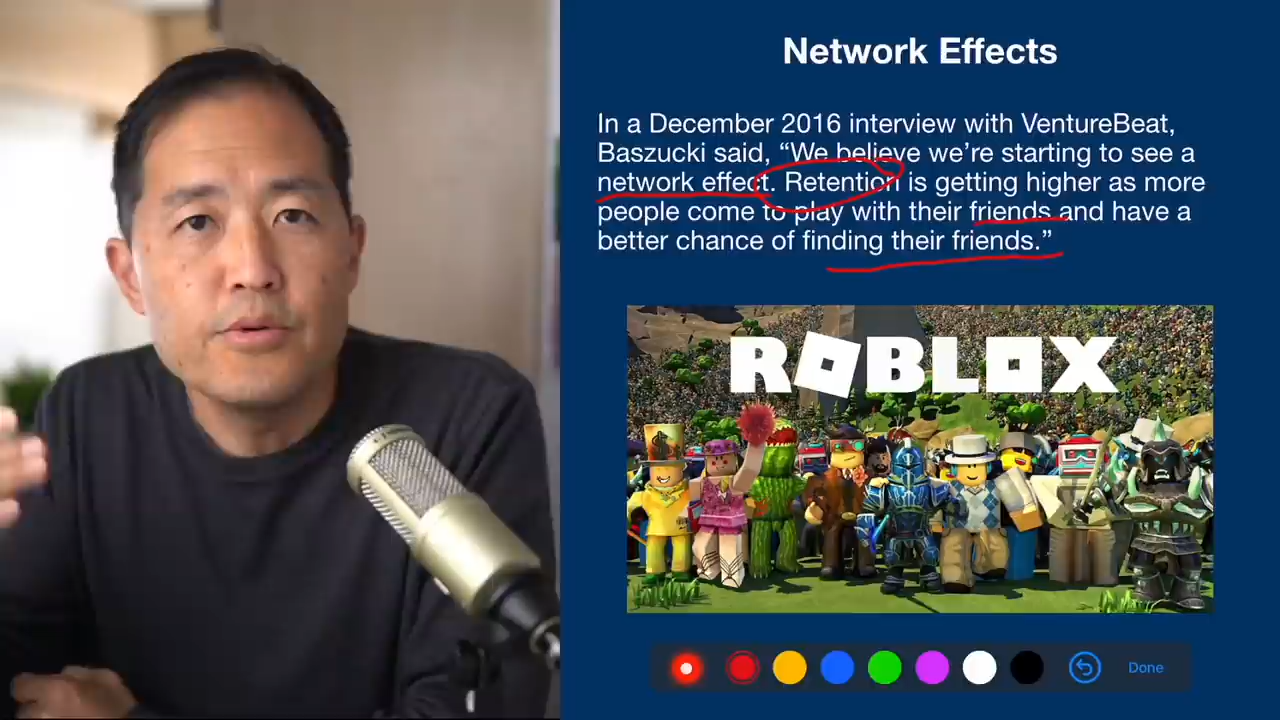 Network Effects
In a December 2016 interview with VentureBeat,
Baszucki said, “We believe we’re starting to see a
network effect. Retention is getting higher as more
people come to play with their friends and have a
better chance of finding their friends.”
ROBLOX
Done